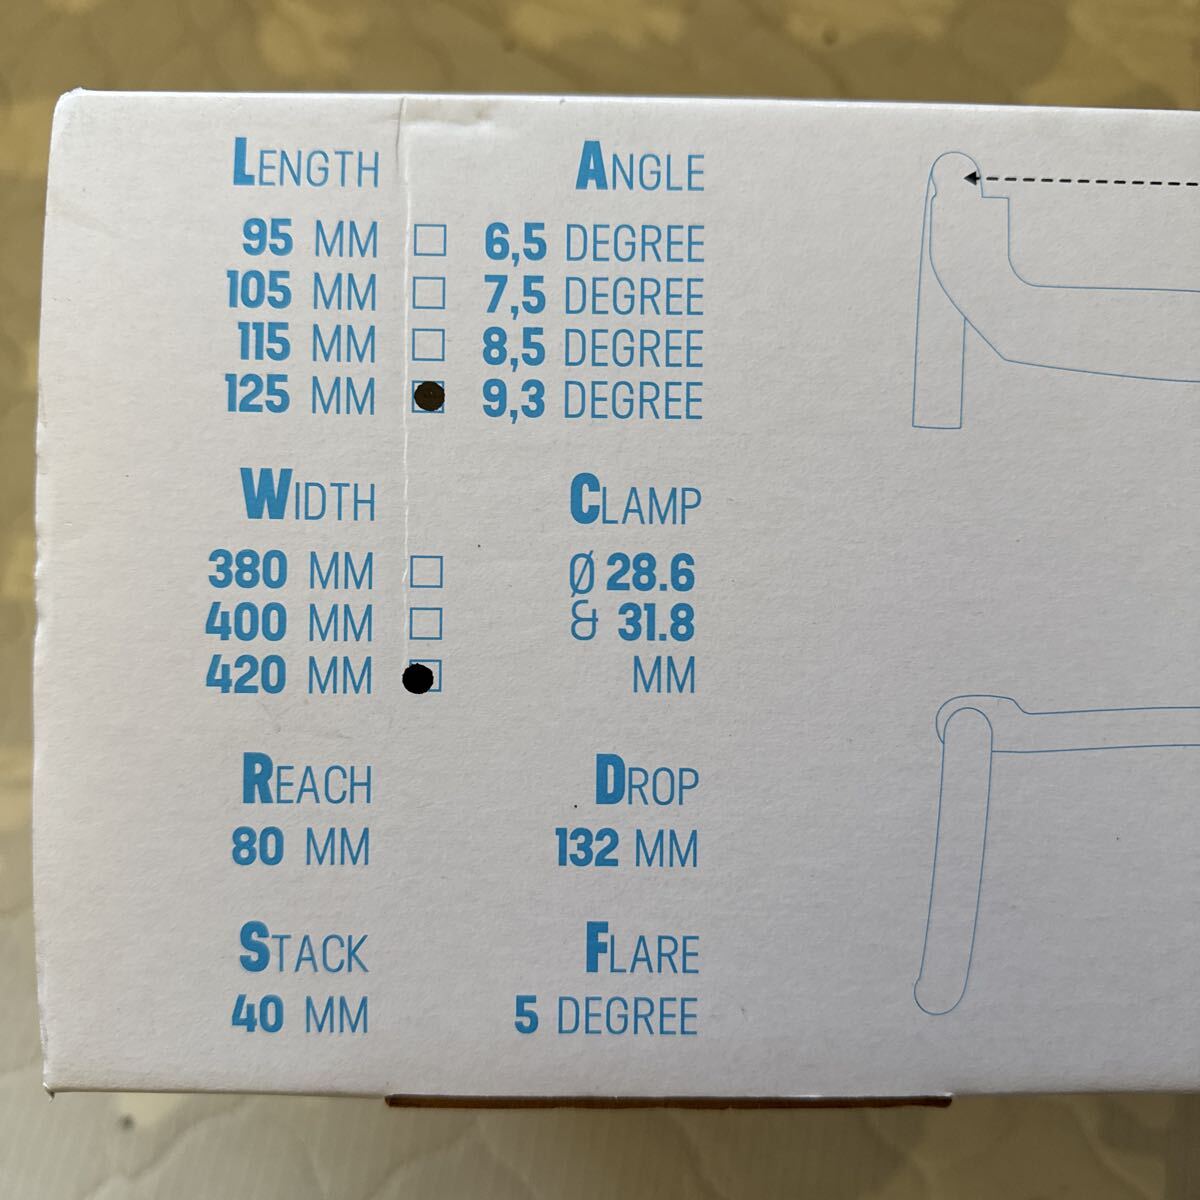 LENGTH ANGLE
95 MM 6,5 DEGREE
105 MM 7,5 DEGREE
115 MM 8,5 DEGREE
125 MM 9,3 DEGREE
WIDTH CLAMP
380 MM Ø 28.6
400 MM & 31.8
420 MM MM
REACH DROP
80 MM 132 MM
STACK FLARE
40 MM 5 DEGREE